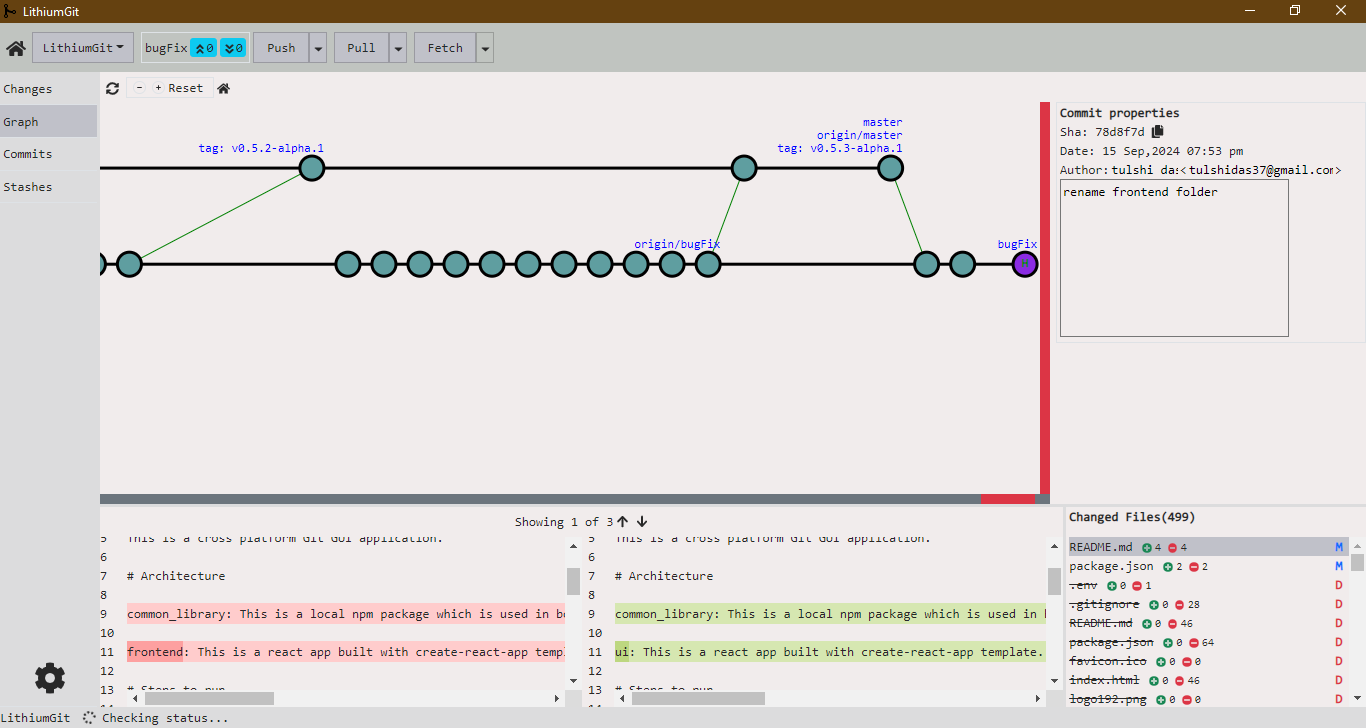 LithiumGit
LithiumGit
bugFix 0 0
Push
Pull
Fetch
Changes
Graph
Commits
Stashes
- + Reset
tag: v0.5.2-alpha.1
master
origin/master
tag: v0.5.3-alpha.1
origin/bugFix
bugFix
H
Commit properties
Sha: 78d8f7d
Date: 15 Sep,2024 07:53 pm
Author: tulshi das <tulshidas37@gmail.com>
rename frontend folder
Showing 1 of 3
5 This is a cross platform Git GUI application.
6
7 # Architecture
8
9 common_library: This is a local npm package which is used in bo
10
11 frontend: This is a react app built with create-react-app templ
12
13 # Steps to run
14
5 This is a cross platform Git GUI application.
6
7 # Architecture
8
9 common_library: This is a local npm package which is used in b
10
11 ui: This is a react app built with create-react-app template.
12
13 # Steps to run
14
Changed Files(499)
README.md 4 4 M
package.json 2 2 M
.env 0 1 D
.gitignore 0 28 D
README.md 0 46 D
package.json 0 64 D
favicon.ico 0 0 D
index.html 0 46 D
logo192.png 0 0 D
LithiumGit Checking status...